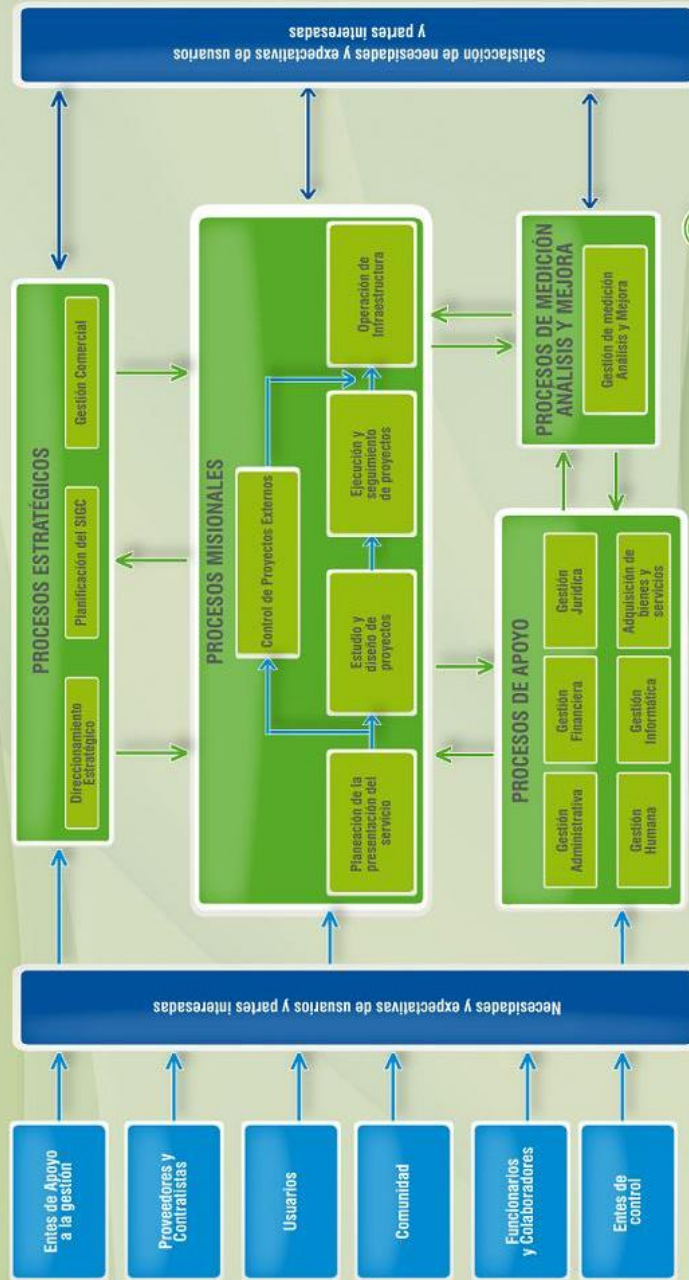 Entes de Apoyo
a la gestión
Proveedores y
Contratistas
Usuarios
Comunidad
Funcionarios
y Colaboradores
Entes de
control
Necesidades y expectativas de usuarios y partes interesadas
PROCESOS ESTRATÉGICOS
Direccionamiento
Estratégico
Planificación del SIGC
Gestión Comercial
PROCESOS MISIONALES
Control de Proyectos Externos
Planeación de la
presentación del
servicio
Estudio y
diseño de
proyectos
Ejecución y
seguimiento
de proyectos
Operación de
Infraestructura
PROCESOS DE APOYO
Gestión
Administrativa
Gestión
Financiera
Gestión
Jurídica
Gestión
Humana
Gestión
Informática
Adquisición de
bienes y
servicios
PROCESOS DE MEDICIÓN
ANÁLISIS Y MEJORA
Gestión de medición
Análisis y Mejora
Satisfacción de necesidades y expectativas de usuarios
y partes interesadas